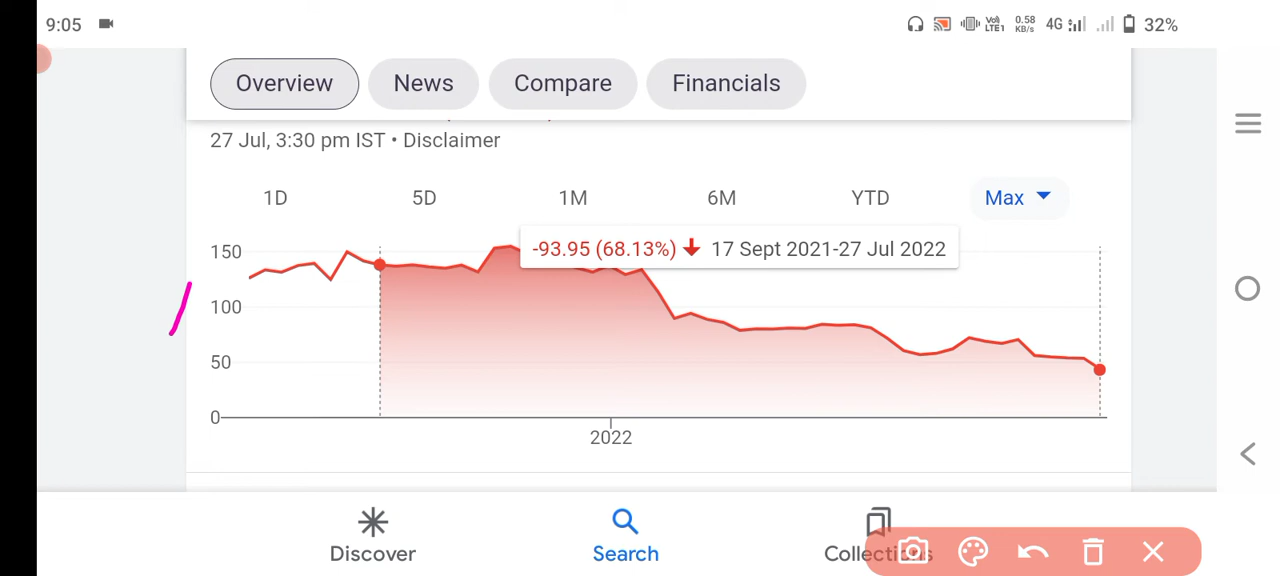 9:05 Vo) LTE1 0.58 KB/s 4G 32%
Overview News Compare Financials
27 Jul, 3:30 pm IST • Disclaimer
1D 5D 1M 6M YTD Max
-93.95 (68.13%) 17 Sept 2021-27 Jul 2022
150
100
50
0
2022
Discover Search Collections